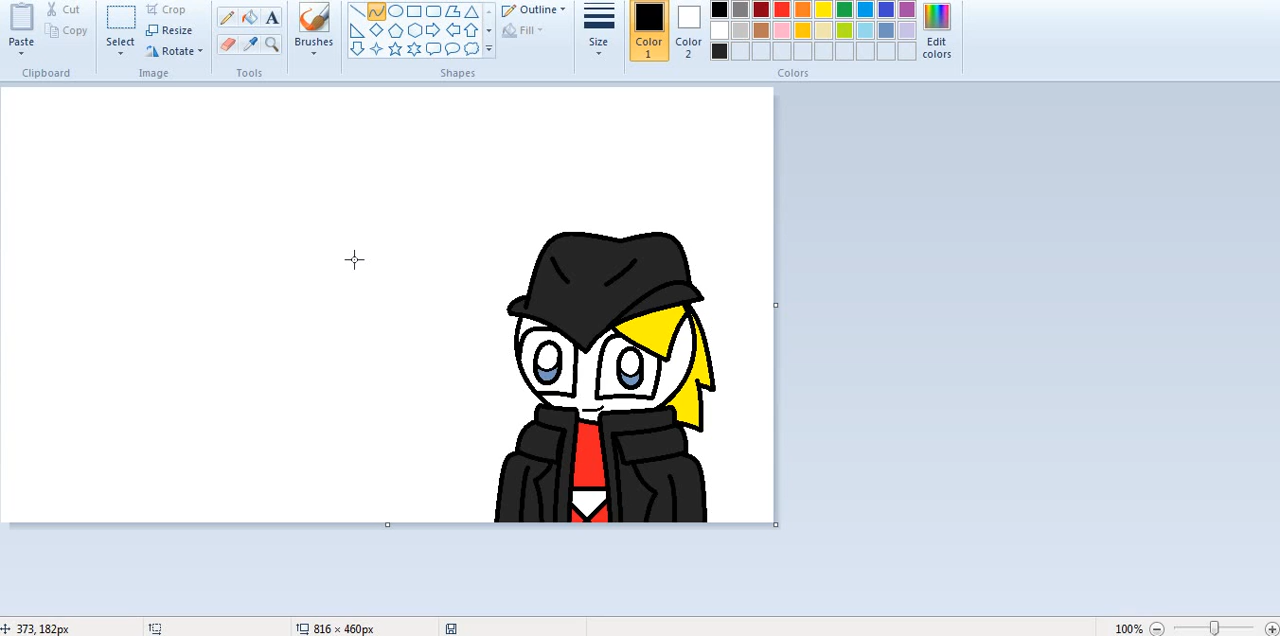 Cut
Copy
Paste
Clipboard
Crop
Resize
Rotate
Select
Image
A
Tools
Brushes
Outline
Fill
Shapes
Size
Color 1
Color 2
Edit colors
Colors
373, 182px
816 × 460px
100%